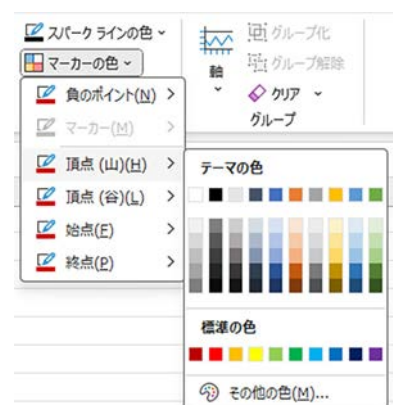 スパーク ラインの色
マーカーの色
負のポイント(N)
マーカー(M)
頂点 (山)(H)
頂点 (谷)(L)
始点(F)
終点(P)
軸
グループ化
グループ解除
クリア
グループ
テーマの色
標準の色
その他の色(M)...